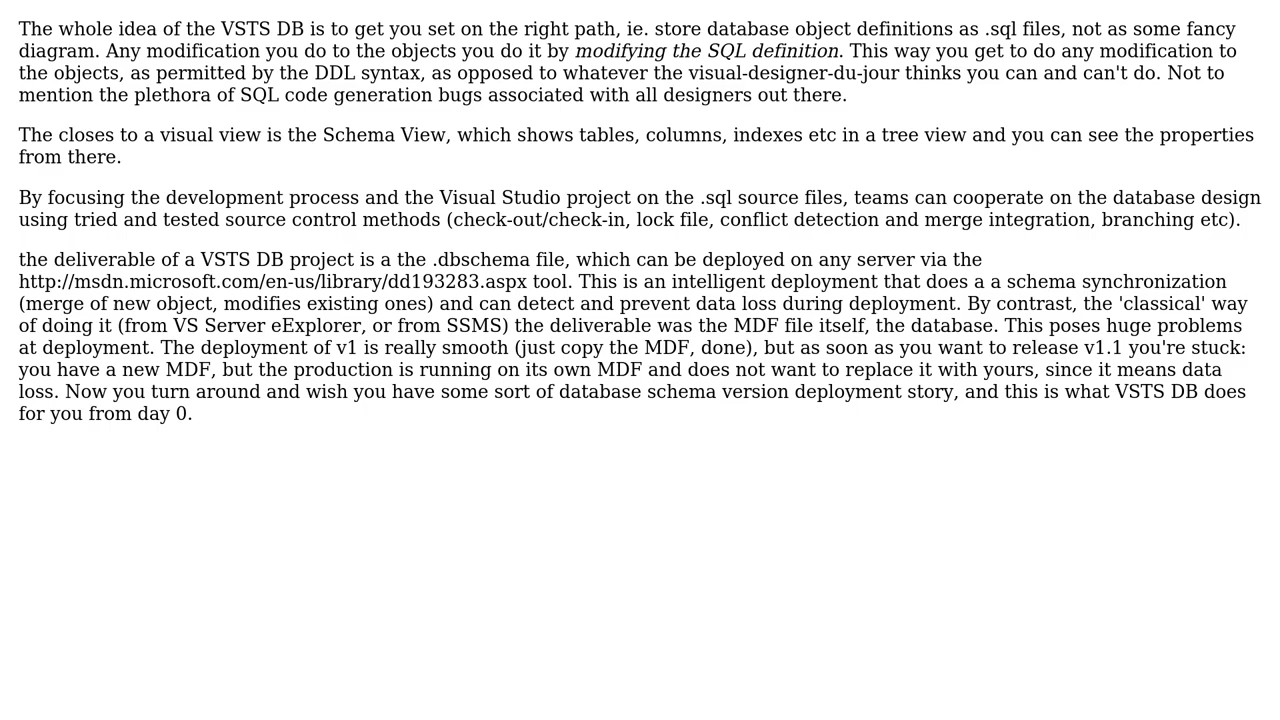 The whole idea of the VSTS DB is to get you set on the right path, ie. store database object definitions as .sql files, not as some fancy
diagram. Any modification you do to the objects you do it by modifying the SQL definition. This way you get to do any modification to
the objects, as permitted by the DDL syntax, as opposed to whatever the visual-designer-du-jour thinks you can and can't do. Not to
mention the plethora of SQL code generation bugs associated with all designers out there.
The closes to a visual view is the Schema View, which shows tables, columns, indexes etc in a tree view and you can see the properties
from there.
By focusing the development process and the Visual Studio project on the .sql source files, teams can cooperate on the database design
using tried and tested source control methods (check-out/check-in, lock file, conflict detection and merge integration, branching etc).
the deliverable of a VSTS DB project is a the .dbschema file, which can be deployed on any server via the
http://msdn.microsoft.com/en-us/library/dd193283.aspx tool. This is an intelligent deployment that does a a schema synchronization
(merge of new object, modifies existing ones) and can detect and prevent data loss during deployment. By contrast, the 'classical' way
of doing it (from VS Server eExplorer, or from SSMS) the deliverable was the MDF file itself, the database. This poses huge problems
at deployment. The deployment of v1 is really smooth (just copy the MDF, done), but as soon as you want to release v1.1 you're stuck:
you have a new MDF, but the production is running on its own MDF and does not want to replace it with yours, since it means data
loss. Now you turn around and wish you have some sort of database schema version deployment story, and this is what VSTS DB does
for you from day 0.